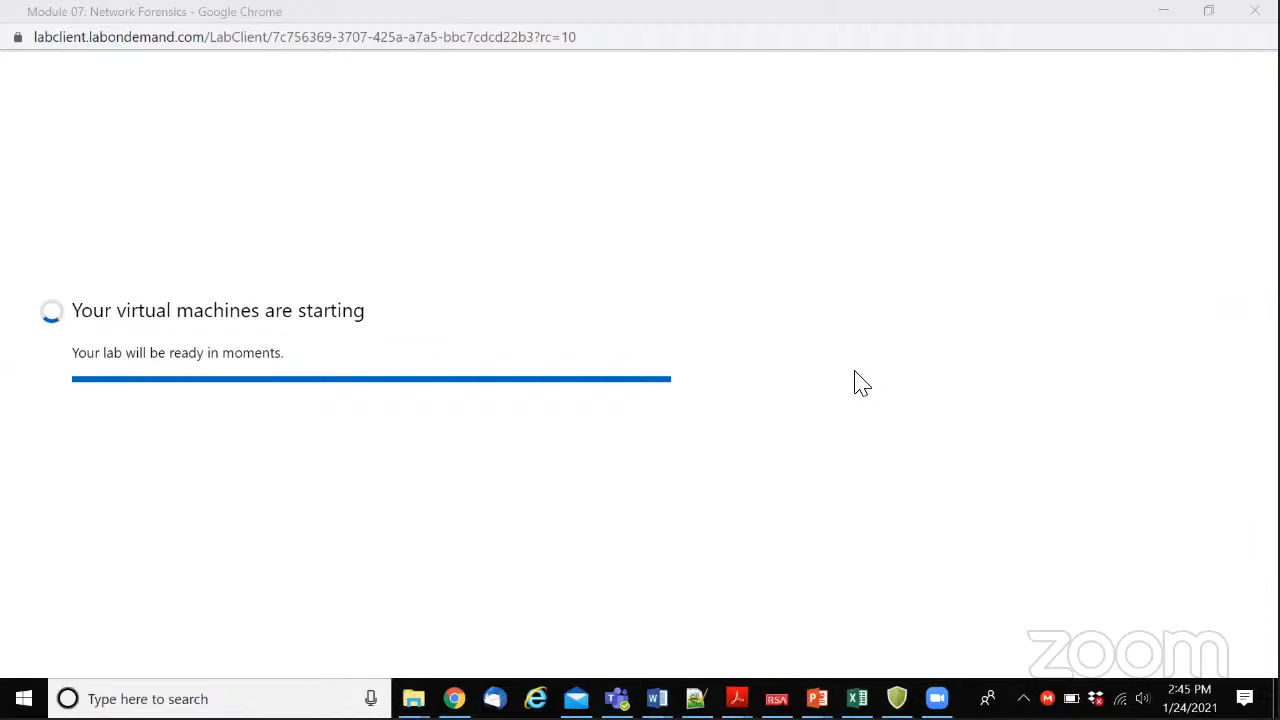 Module 07: Network Forensics - Google Chrome
labclient.labondemand.com/LabClient/7c756369-3707-425a-a7a5-bbc7cdcd22b3?rc=10
Your virtual machines are starting
Your lab will be ready in moments.
zoom
Type here to search
RSA
2:45 PM
1/24/2021